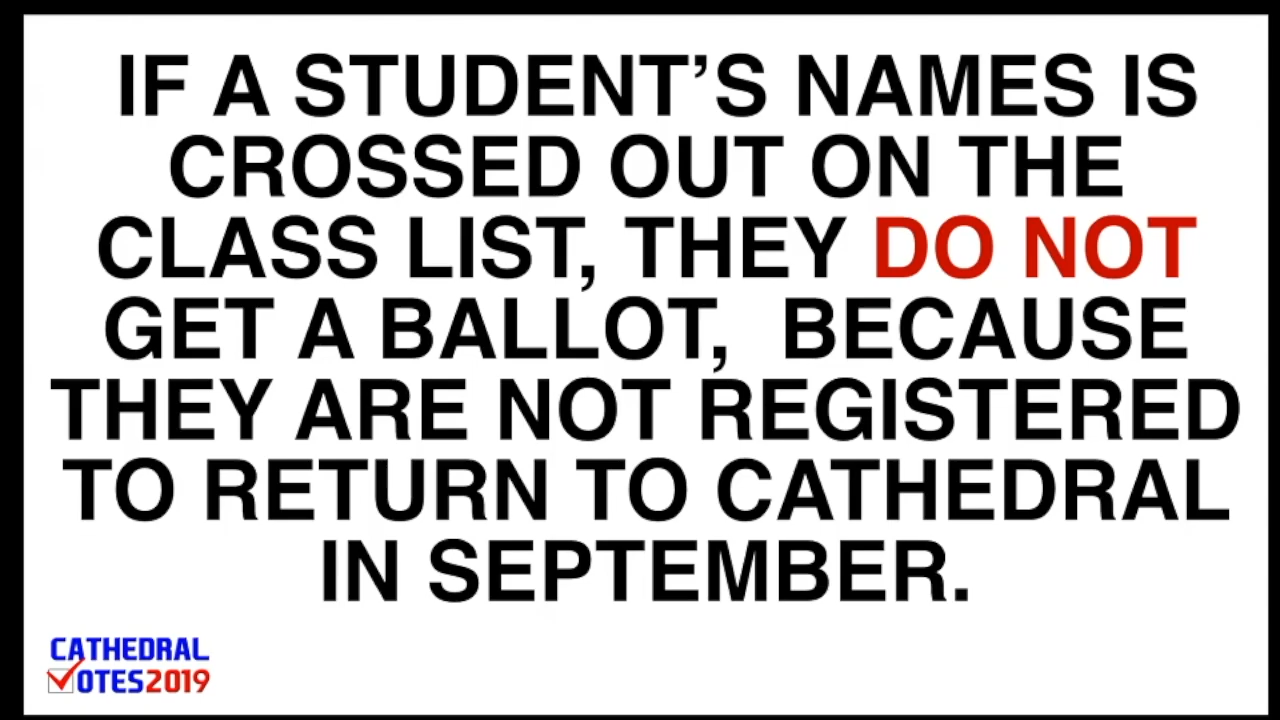 IF A STUDENT’S NAMES IS
CROSSED OUT ON THE
CLASS LIST, THEY DO NOT
GET A BALLOT,  BECAUSE
THEY ARE NOT REGISTERED
TO RETURN TO CATHEDRAL
IN SEPTEMBER.
CATHEDRAL
VOTES2019